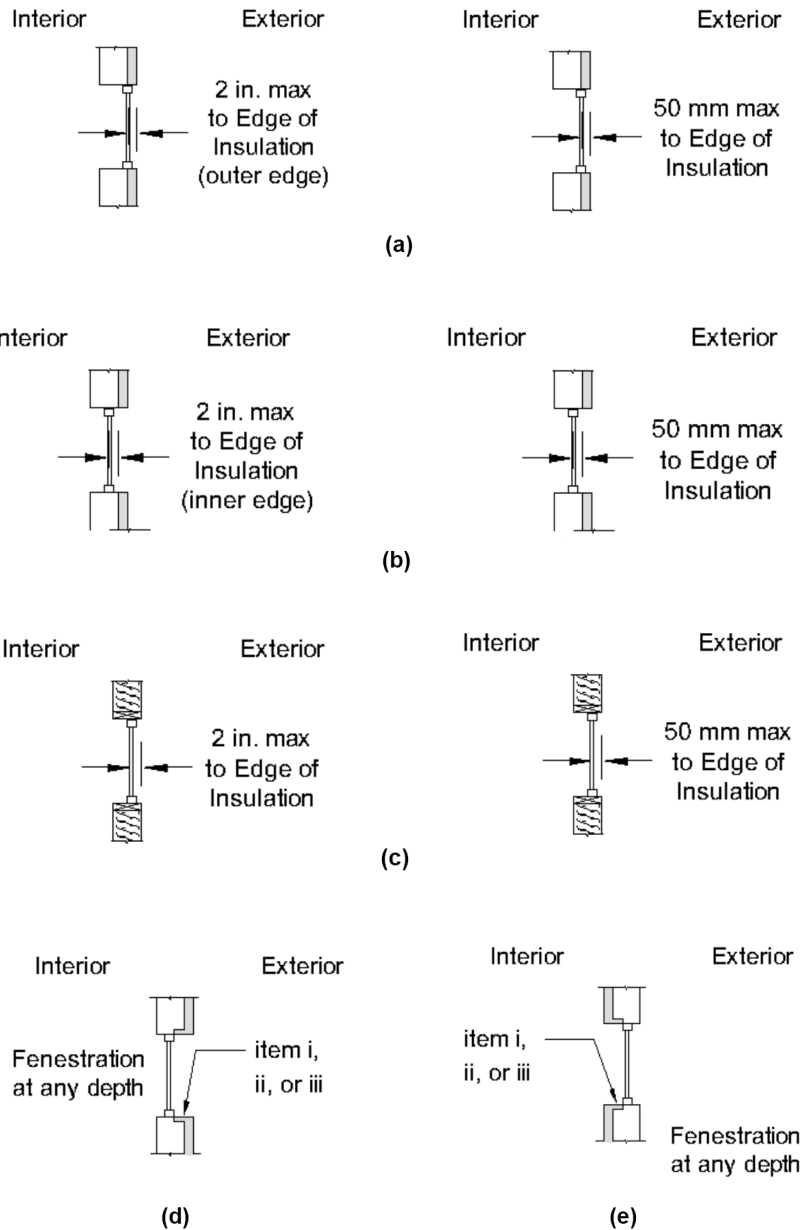 Interior Exterior Interior Exterior
2 in. max
to Edge of
Insulation
(outer edge)
50 mm max
to Edge of
Insulation
(a)
nterior Exterior Interior Exterior
2 in. max
to Edge of
Insulation
(inner edge)
50 mm max
to Edge of
Insulation
(b)
Interior Exterior Interior Exterior
2 in. max
to Edge of
Insulation
50 mm max
to Edge of
Insulation
(c)
Interior Exterior
Fenestration
at any depth
item i,
ii, or iii
(d)
Interior Exterior
item i,
ii, or iii
Fenestration
at any depth
(e)